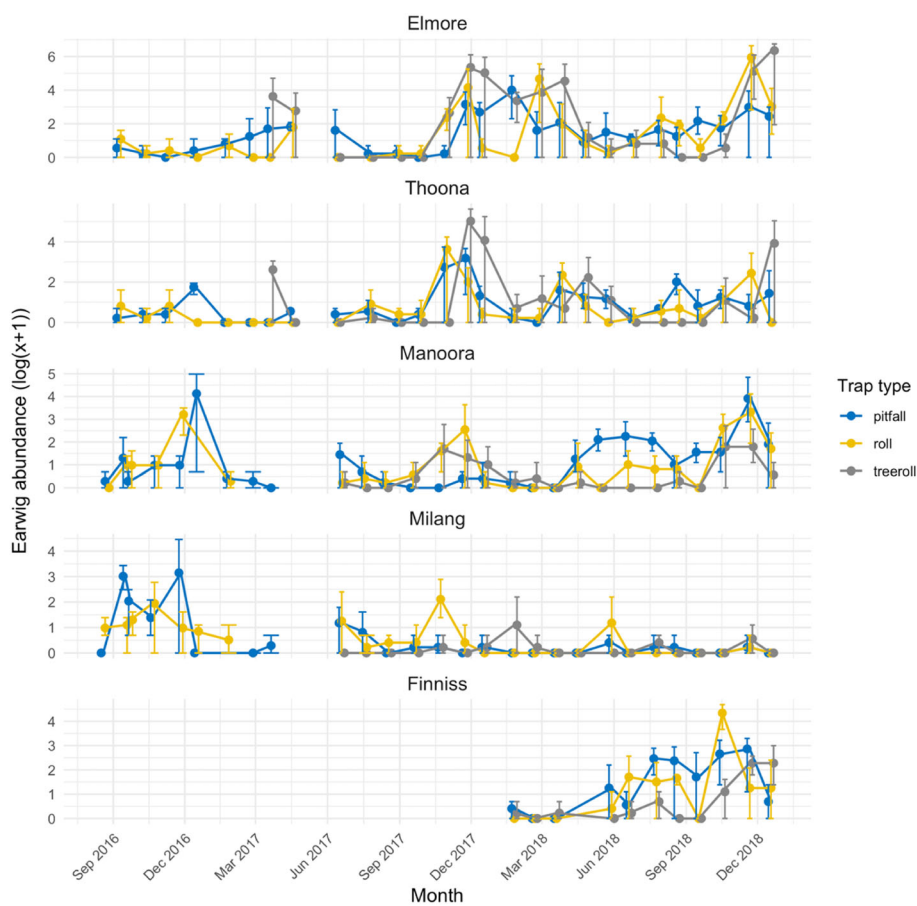 Elmore
6
4
2
0
Thoona
4
2
0
Manoora
5
4
3
2
1
0
Milang
4
3
2
1
0
Finniss
4
3
2
1
0
Sep 2016
Dec 2016
Mar 2017
Jun 2017
Sep 2017
Dec 2017
Mar 2018
Jun 2018
Sep 2018
Dec 2018
Month
Earwig abundance (log(x+1))
Trap type
pitfall
roll
treeroll